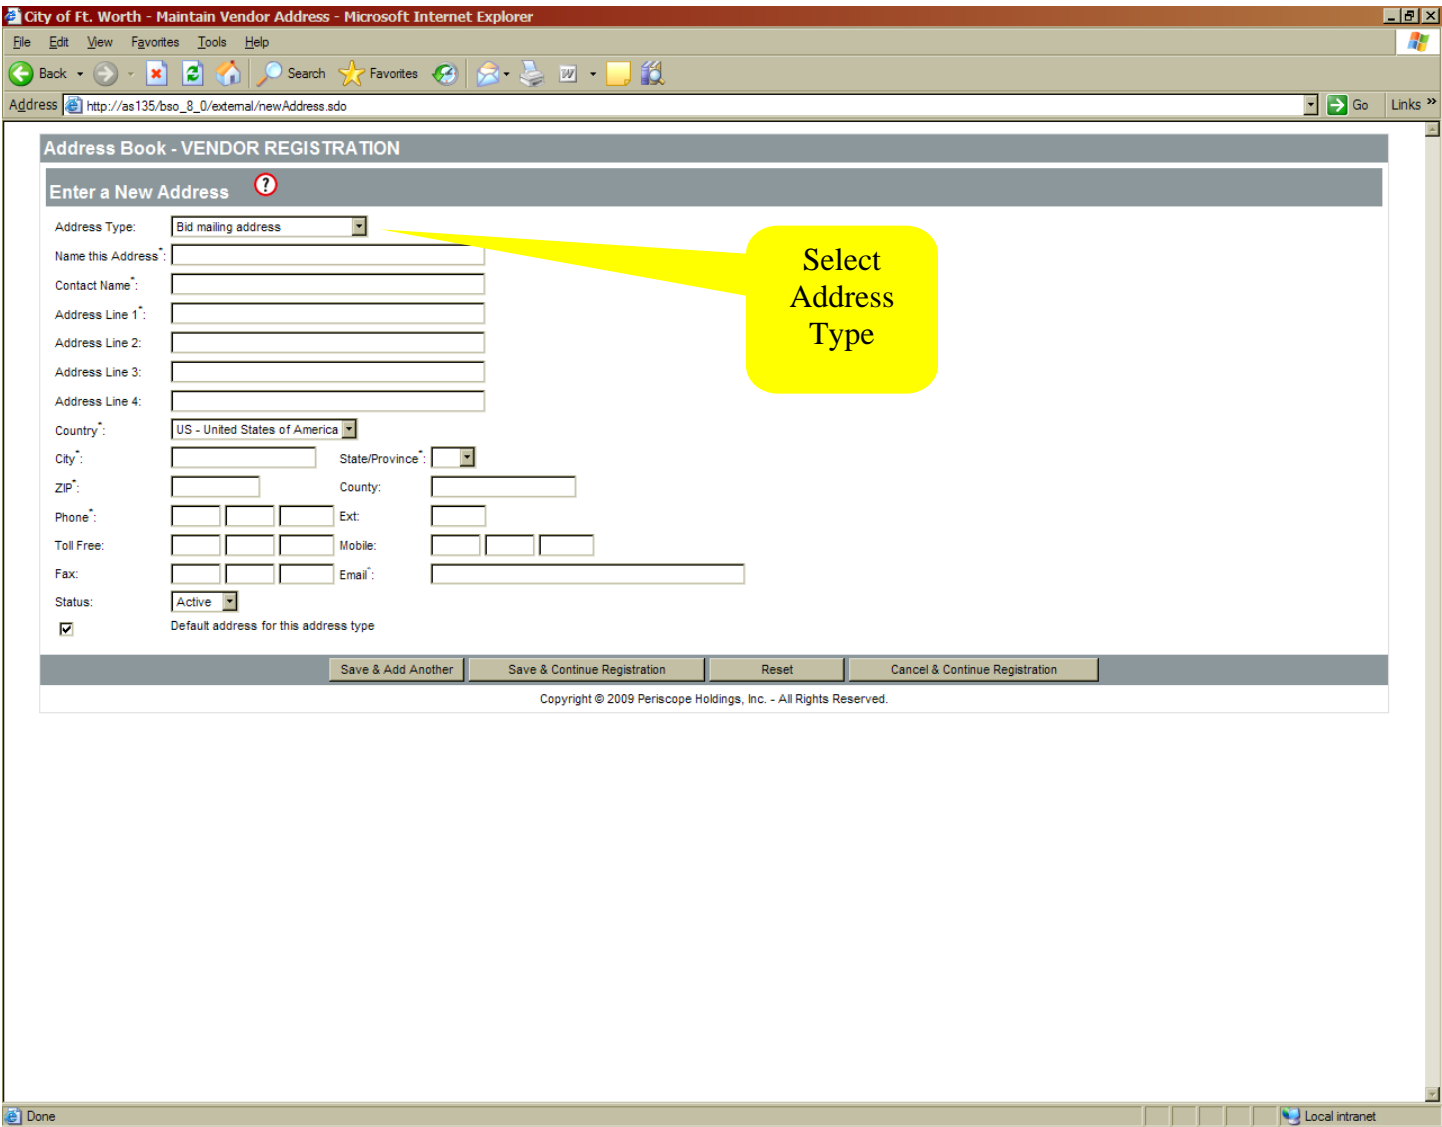 City of Ft. Worth - Maintain Vendor Address - Microsoft Internet Explorer
File Edit View Favorites Tools Help
Back Search Favorites
Address http://as135/bso_8_0/external/newAddress.sdo Go Links »
Address Book - VENDOR REGISTRATION
Enter a New Address ?
Address Type: Bid mailing address
Name this Address*:
Contact Name*:
Address Line 1*:
Address Line 2:
Address Line 3:
Address Line 4:
Country*: US - United States of America
City*: State/Province*:
ZIP*: County:
Phone*: Ext:
Toll Free: Mobile:
Fax: Email*:
Status: Active
Default address for this address type
Select
Address
Type
Save & Add Another Save & Continue Registration Reset Cancel & Continue Registration
Copyright © 2009 Periscope Holdings, Inc. - All Rights Reserved.
Done Local intranet